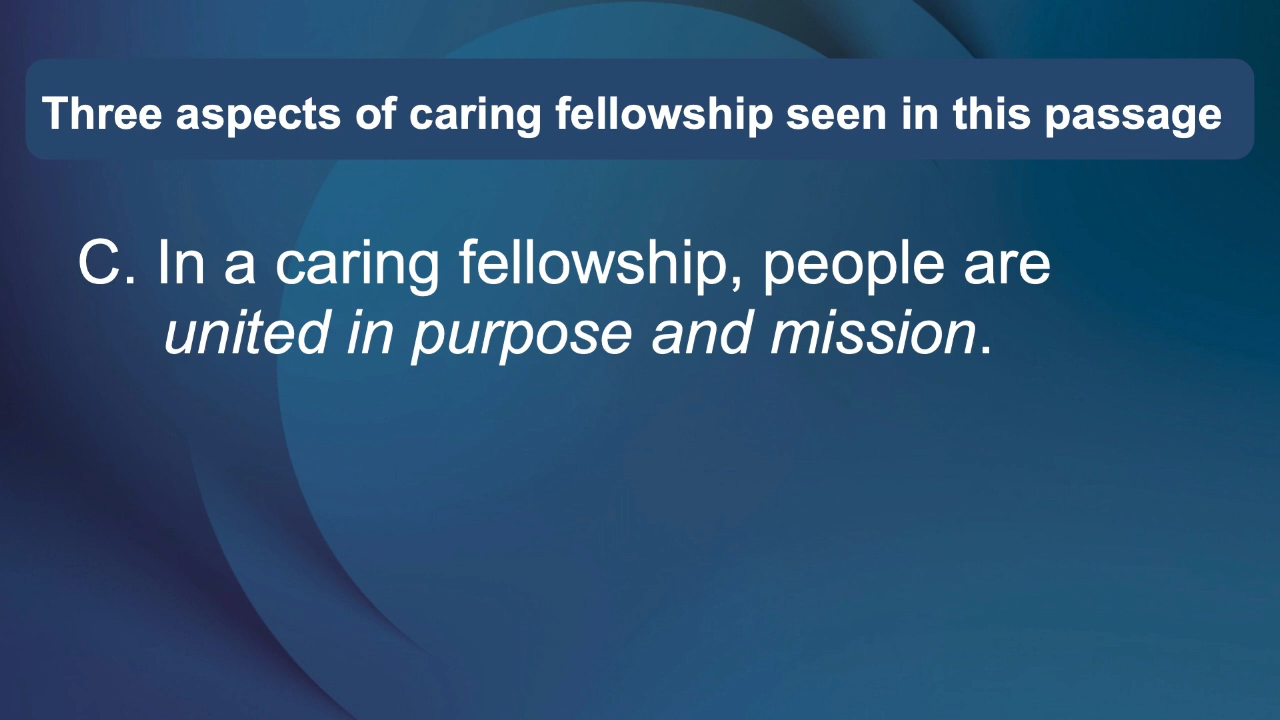 Three aspects of caring fellowship seen in this passage
C. In a caring fellowship, people are
united in purpose and mission.